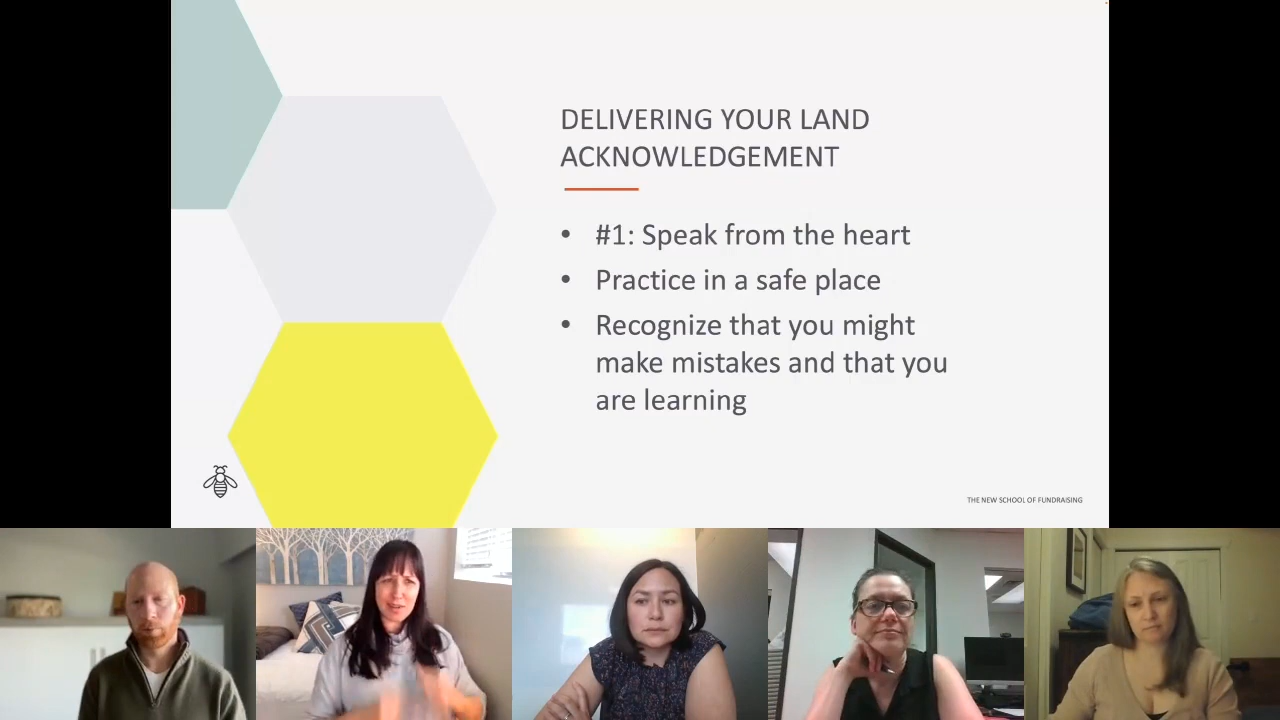 DELIVERING YOUR LAND
ACKNOWLEDGEMENT
• #1: Speak from the heart
• Practice in a safe place
• Recognize that you might
make mistakes and that you
are learning
THE NEW SCHOOL OF FUNDRAISING